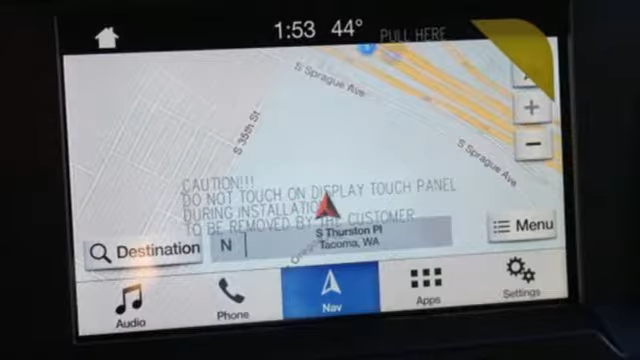 1:53 44° PULL HERE
S Sprague Ave
S 35th St
S Sprague Ave
+
−
CAUTION!!!
DO NOT TOUCH ON DISPLAY TOUCH PANEL
DURING INSTALLATION
TO BE REMOVED BY THE CUSTOMER
Destination
N
S Thurston Pl
Tacoma, WA
Menu
Audio
Phone
Nav
Apps
Settings